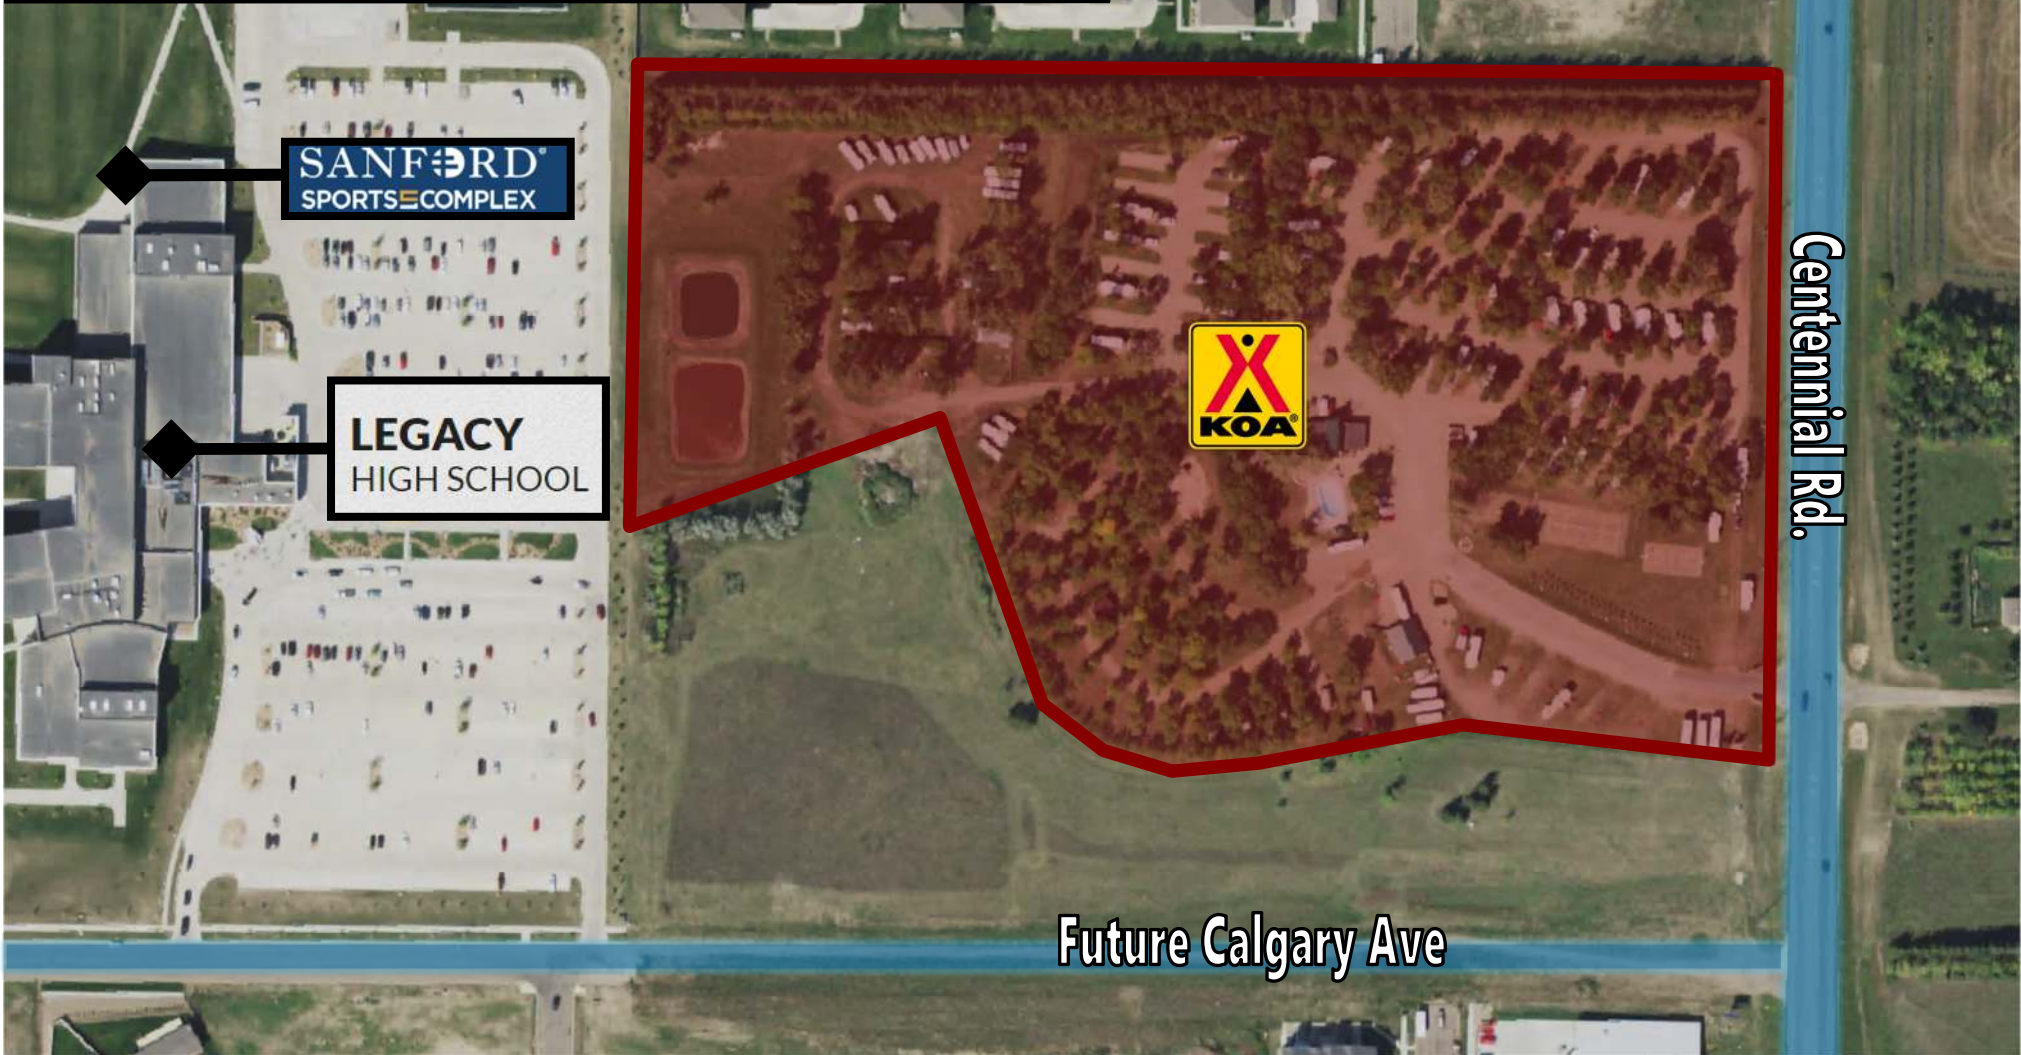 SANFORD®
SPORTS COMPLEX
LEGACY
HIGH SCHOOL
KOA®
Centennial Rd.
Future Calgary Ave